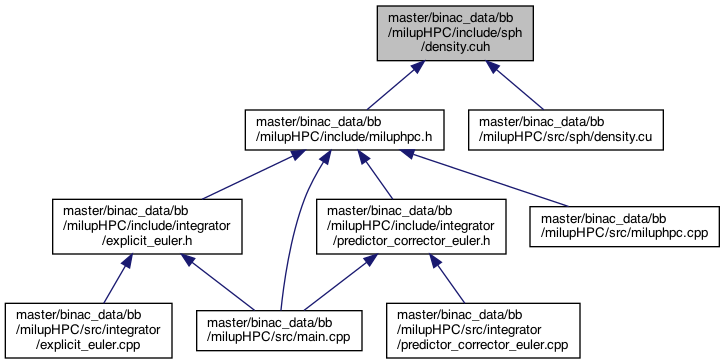 master/binac_data/bb
/milupHPC/include/sph
/density.cuh
master/binac_data/bb
/milupHPC/include/miluphpc.h
master/binac_data/bb
/milupHPC/src/sph/density.cu
master/binac_data/bb
/milupHPC/include/integrator
/explicit_euler.h
master/binac_data/bb
/milupHPC/include/integrator
/predictor_corrector_euler.h
master/binac_data/bb
/milupHPC/src/miluphpc.cpp
master/binac_data/bb
/milupHPC/src/integrator
/explicit_euler.cpp
master/binac_data/bb
/milupHPC/src/main.cpp
master/binac_data/bb
/milupHPC/src/integrator
/predictor_corrector_euler.cpp